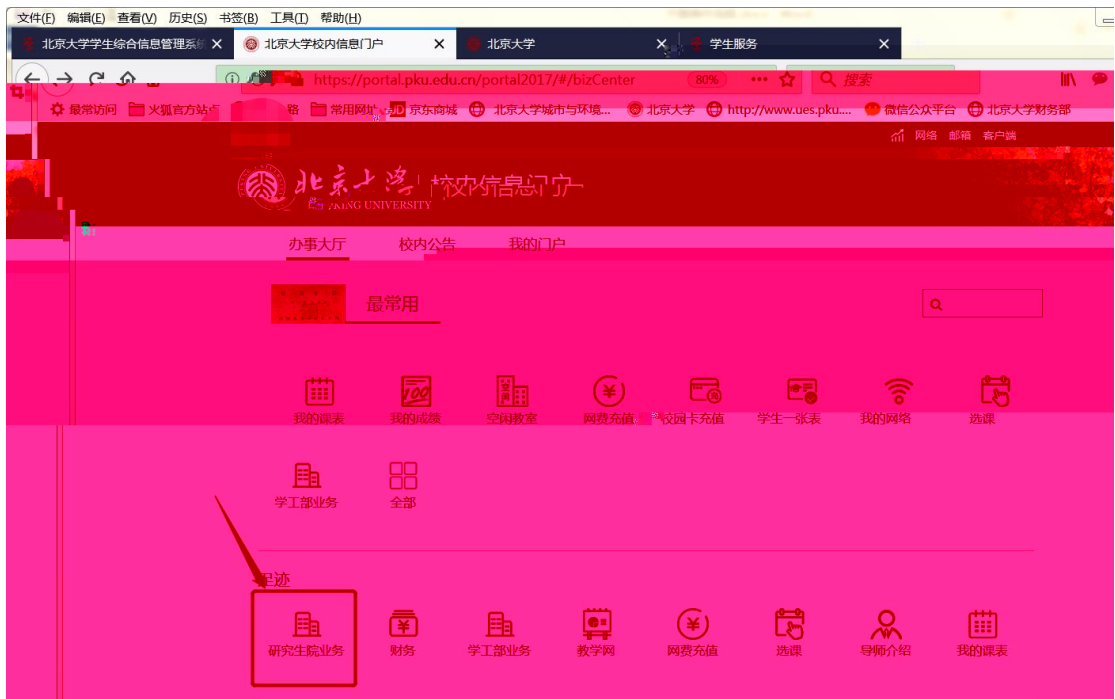 文件(F) 编辑(E) 查看(V) 历史(S) 书签(B) 工具(T) 帮助(H)
北京大学学生综合信息管理系统 北京大学校内信息门户 北京大学 学生服务
https://portal.pku.edu.cn/portal2017/#/bizCenter 80% 搜索
最常访问 火狐官方站点 常用网址 京东商城 北京大学城市与环境... 北京大学 http://www.ues.pku.... 微信公众平台 北京大学财务部
网络 邮箱 客户端
北京大学 校内信息门户
PEKING UNIVERSITY
办事大厅 校内公告 我的门户
最常用
我的课表 我的成绩 空闲教室 网费充值 校园卡充值 学生一张表 我的网络 选课
学工部业务 全部
足迹
研究生院业务 财务 学工部业务 教学网 网费充值 选课 导师介绍 我的课表